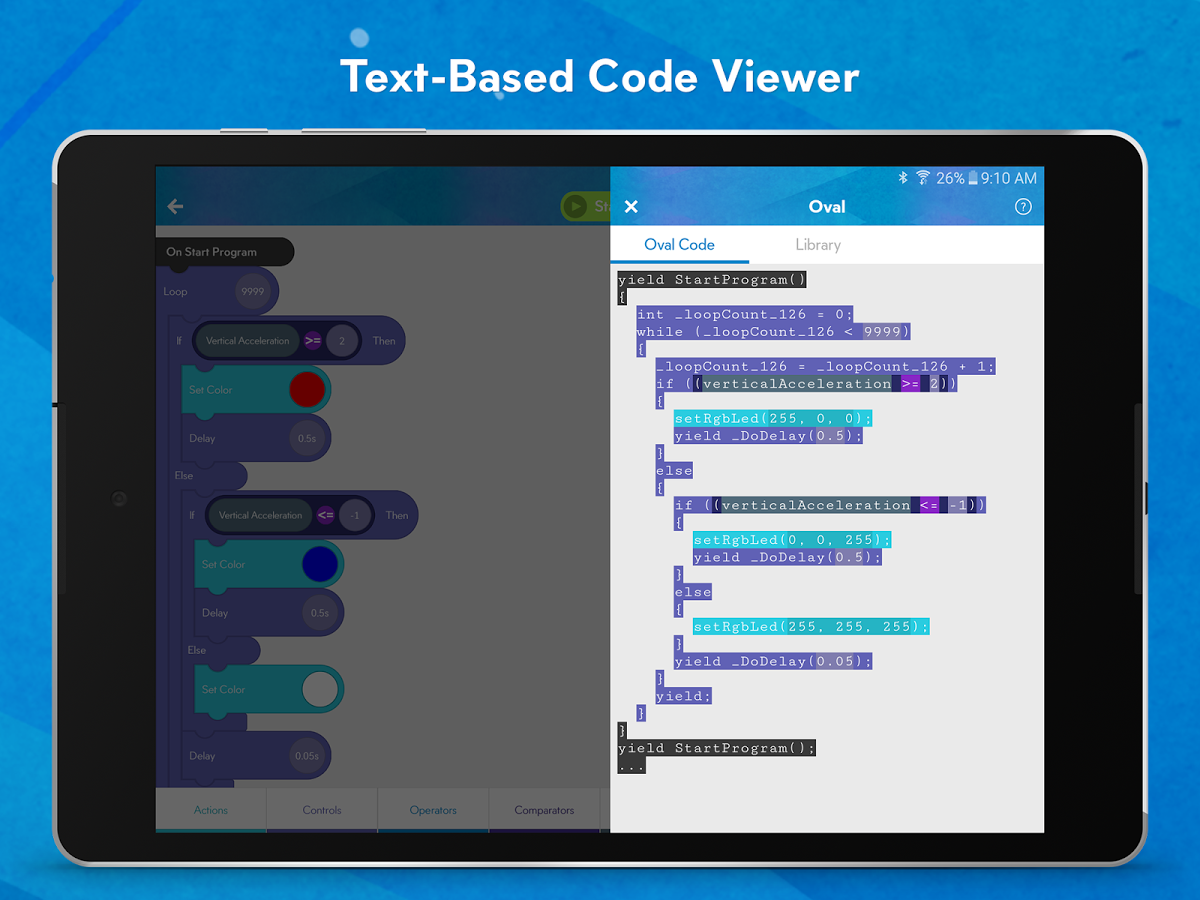 Text-Based Code Viewer
26% 9:10 AM
Oval
?
Oval Code
Library
On Start Program
Loop 9999
If Vertical Acceleration >= 2 Then
Set Color
Delay 0.5s
Else
If Vertical Acceleration <= -1 Then
Set Color
Delay 0.5s
Else
Set Color
Delay 0.05s
Actions
Controls
Operators
Comparators
yield StartProgram()
{
int _loopCount_126 = 0;
while (_loopCount_126 < 9999)
{
_loopCount_126 = _loopCount_126 + 1;
if ((verticalAcceleration >= 2))
{
setRgbLed(255, 0, 0);
yield _DoDelay(0.5);
}
else
{
if ((verticalAcceleration <= -1))
{
setRgbLed(0, 0, 255);
yield _DoDelay(0.5);
}
else
{
setRgbLed(255, 255, 255);
}
yield _DoDelay(0.05);
}
yield;
}
}
yield StartProgram();
...